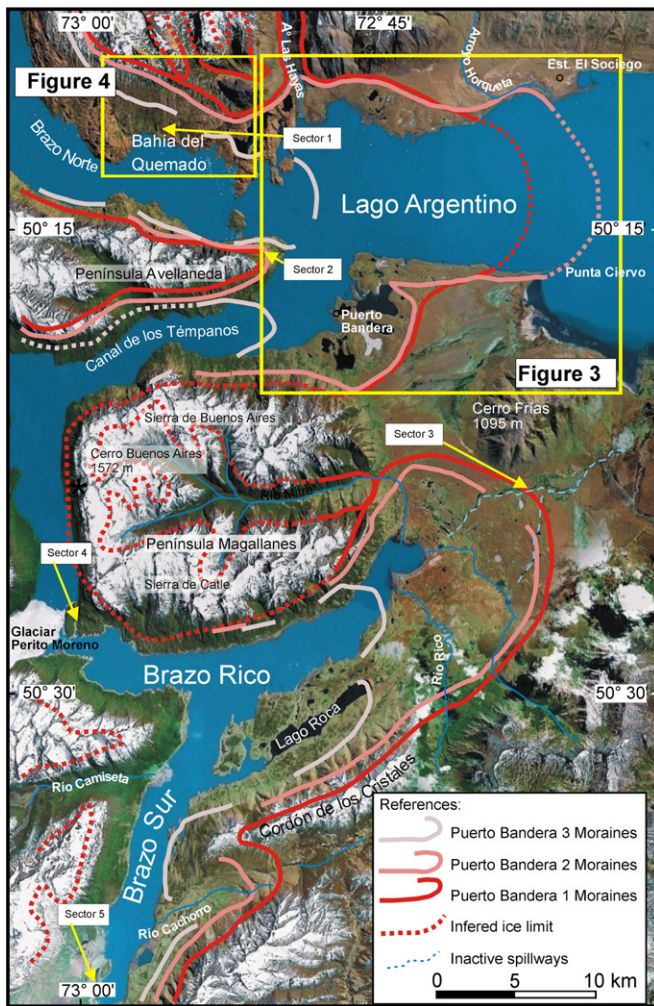 73° 00'
72° 45'
Figure 4
A° Las Hayas
Arroyo Horqueta
Est. El Sociego
Sector 1
Bahía del
Quemado
Brazo Norte
Lago Argentino
50° 15'
50° 15'
Península Avellaneda
Sector 2
Punta Ciervo
Puerto
Bandera
Canal de los Témpanos
Figure 3
Cerro Frías
1095 m
Sierra de Buenos Aires
Sector 3
Cerro Buenos Aires
1572 m
Río Mitre
Península Magallanes
Sector 4
Sierra de Catle
Glaciar
Perito Moreno
Brazo Rico
Río Rico
50° 30'
50° 30'
Lago Roca
Río Camiseta
Cordón de los Cristales
Brazo Sur
Río Cachorro
Sector 5
73° 00'
References:
Puerto Bandera 3 Moraines
Puerto Bandera 2 Moraines
Puerto Bandera 1 Moraines
Infered ice limit
Inactive spillways
0 10 km